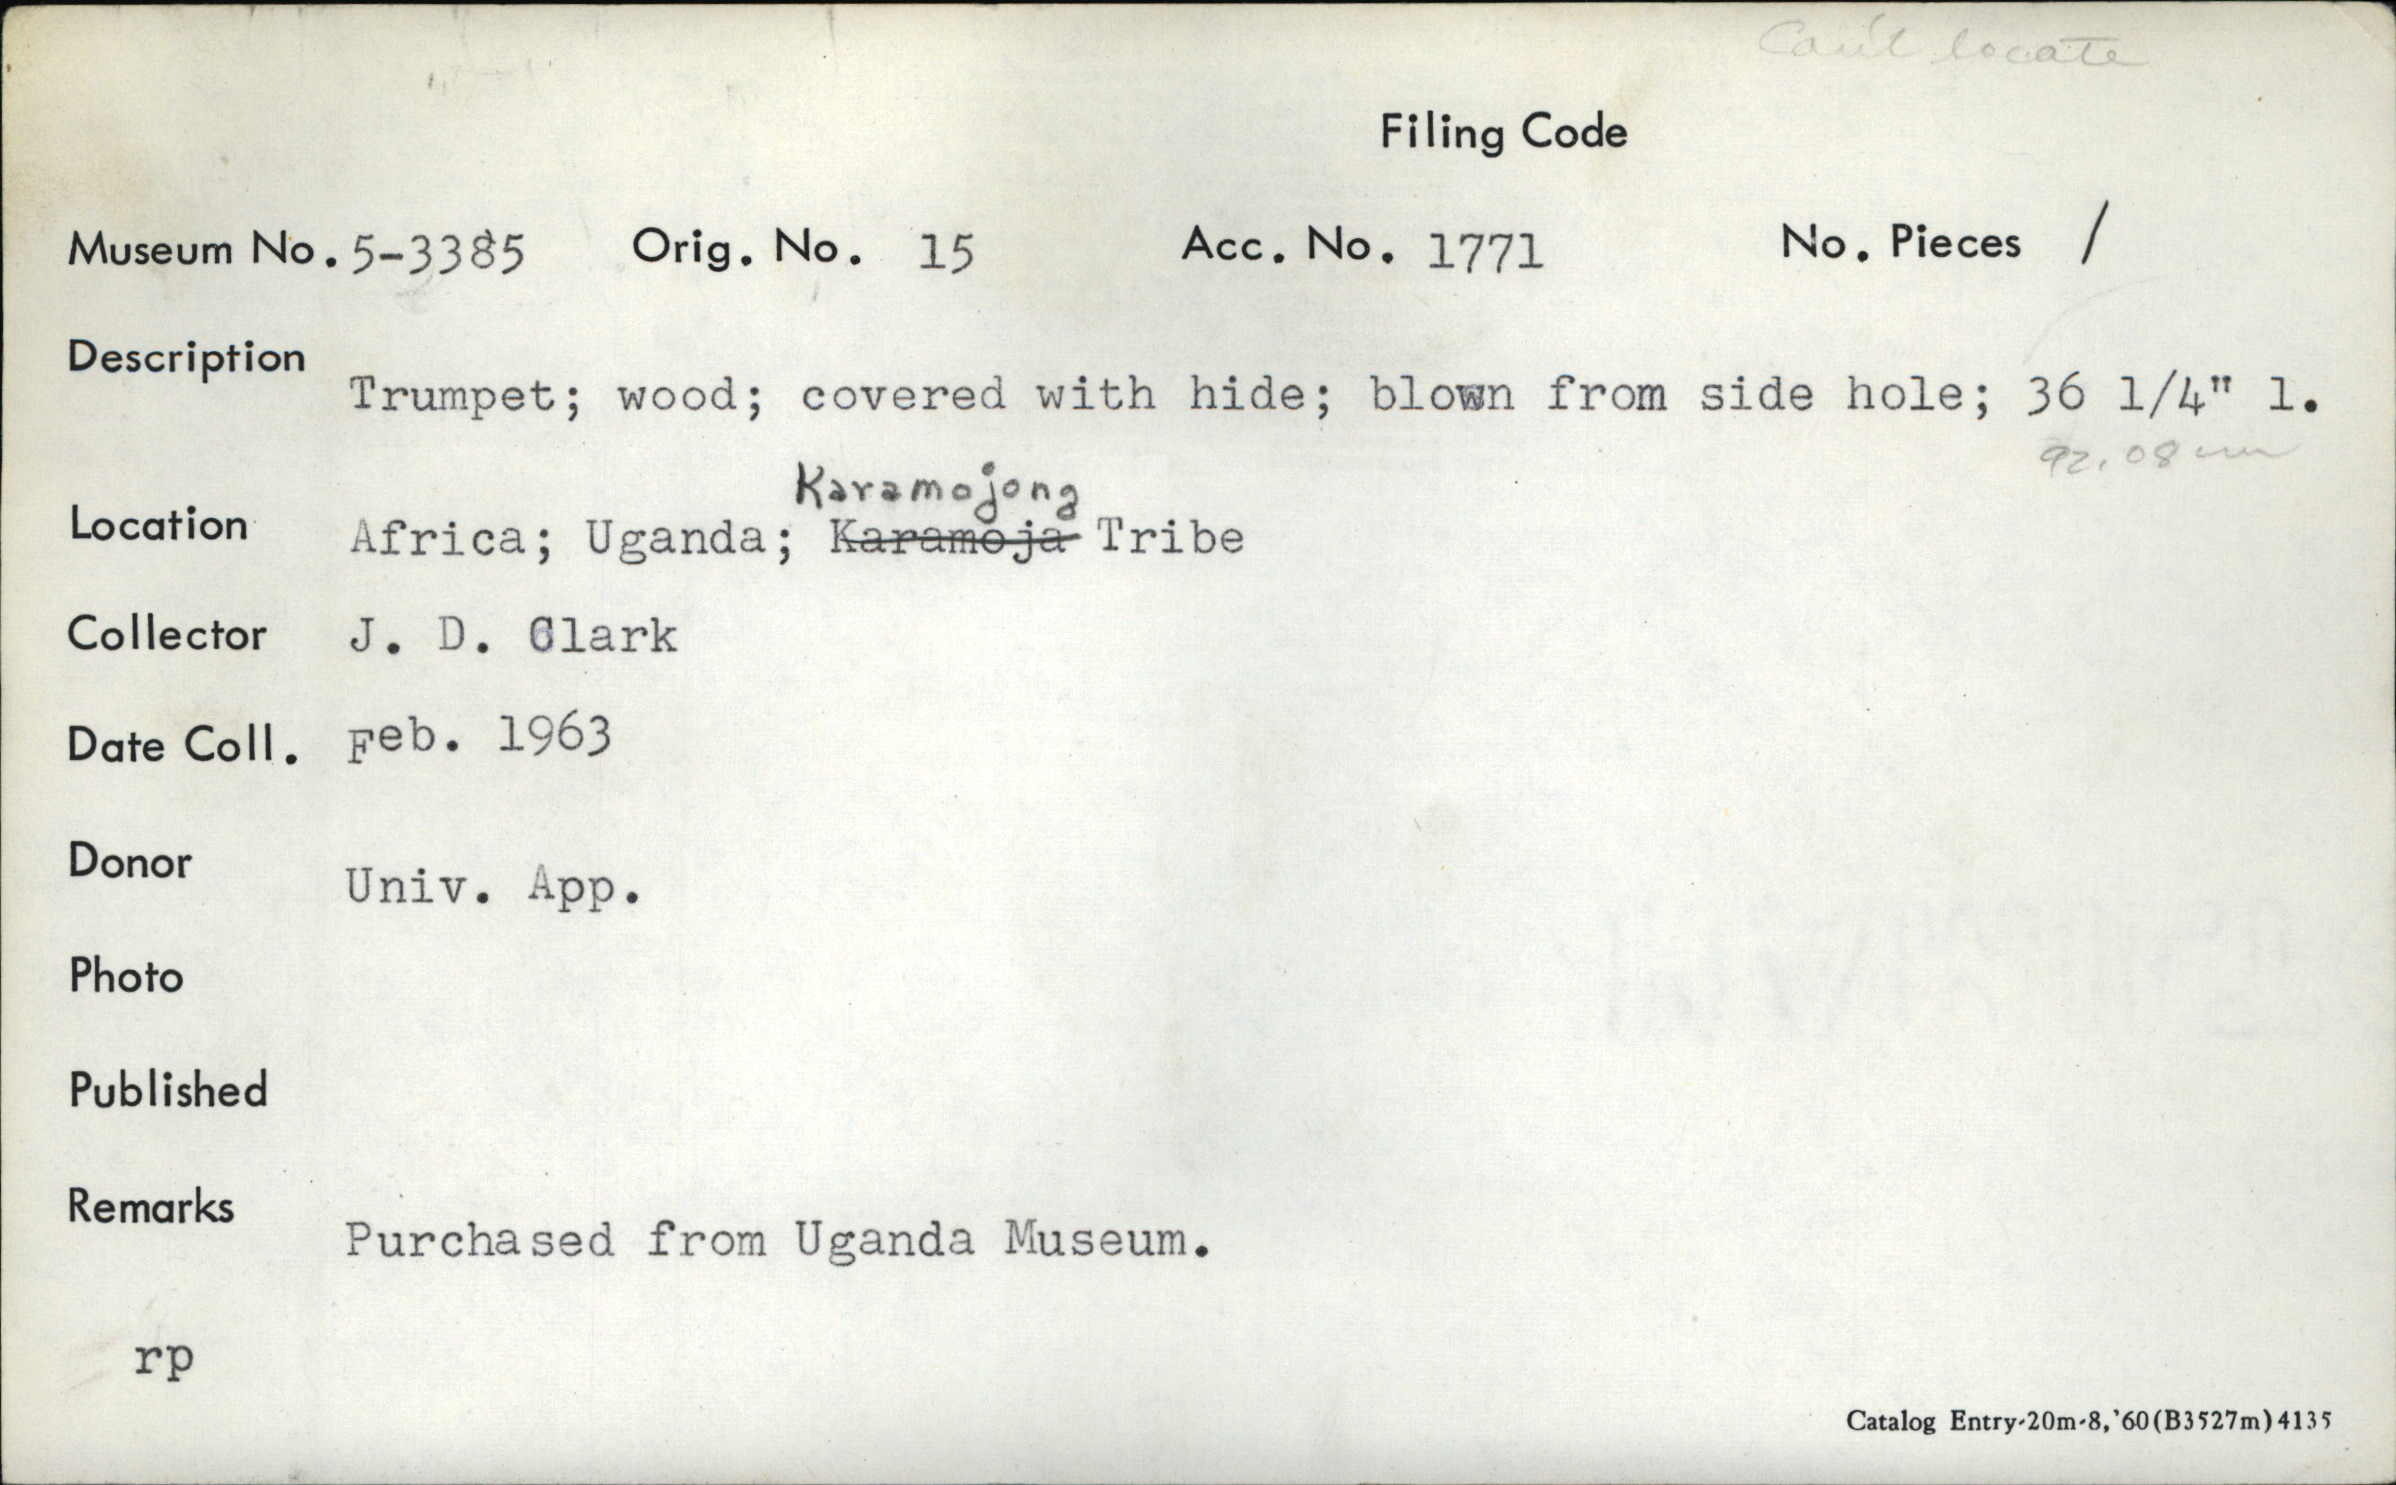 Can't locate
Filing Code
Museum No. 5-3385 Orig. No. 15 Acc. No. 1771 No. Pieces /
Description
Trumpet; wood; covered with hide; blown from side hole; 36 1/4" l.
92.08 cm
Karamojong
Location Africa; Uganda; Karamoja Tribe
Collector J. D. Clark
Date Coll. Feb. 1963
Donor
Univ. App.
Photo
Published
Remarks
Purchased from Uganda Museum.
rp
Catalog Entry-20m-8,'60(B3527m)4135